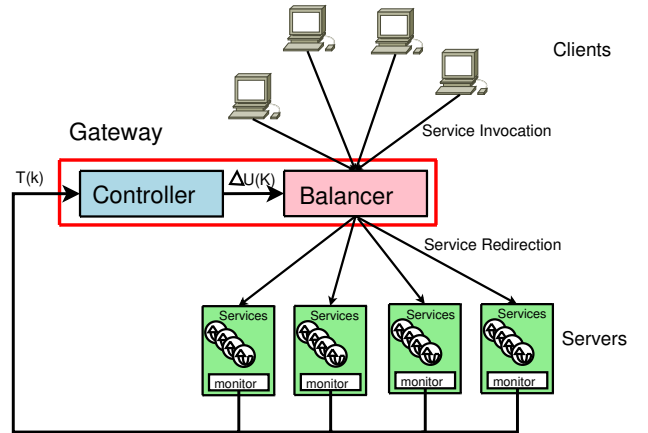 Clients
Service Invocation
Gateway
T(k)
Controller
ΔU(K)
Balancer
Service Redirection
Services
Services
Services
Services
Servers
monitor
monitor
monitor
monitor